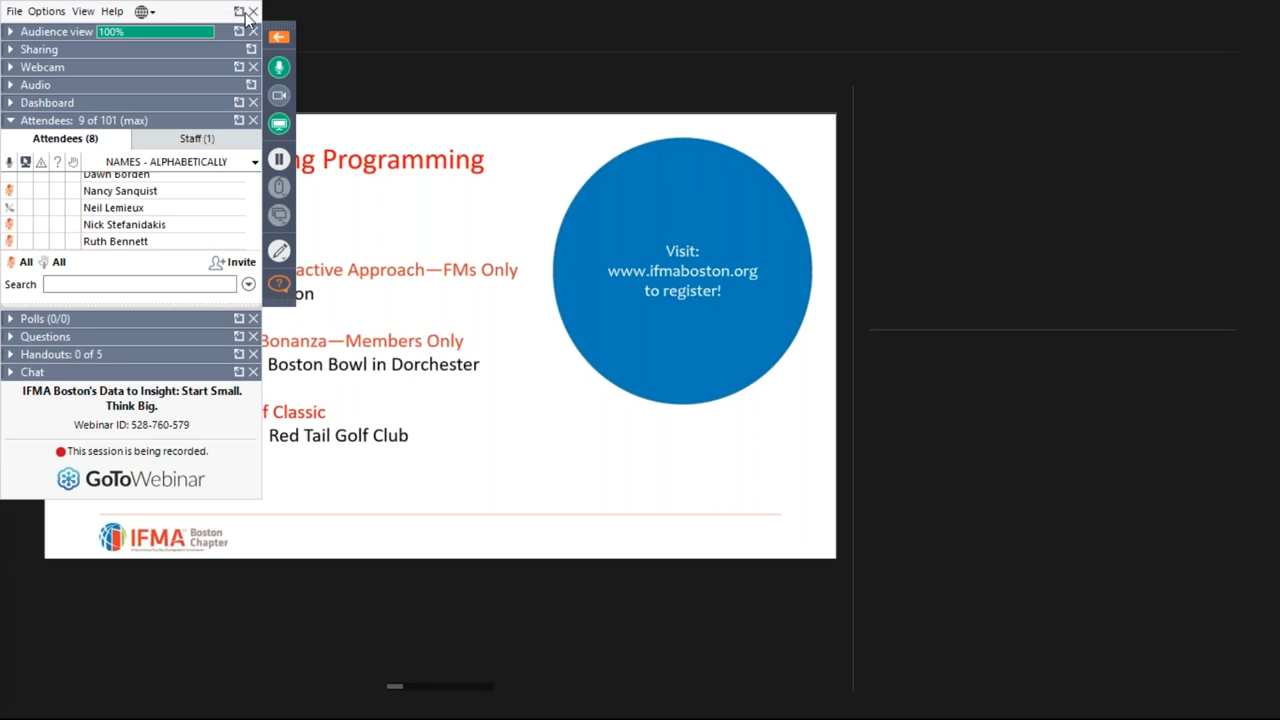 File Options View Help
Audience view 100%
Sharing
Webcam
Audio
Dashboard
Attendees: 9 of 101 (max)
Attendees (8) Staff (1)
? NAMES - ALPHABETICALLY
Dawn Borden
Nancy Sanquist
Neil Lemieux
Nick Stefanidakis
Ruth Bennett
All All Invite
Search
Polls (0/0)
Questions
Handouts: 0 of 5
Chat
IFMA Boston's Data to Insight: Start Small.
Think Big.
Webinar ID: 528-760-579
This session is being recorded.
GoToWebinar
?
ng Programming
active Approach—FMs Only
on
Bonanza—Members Only
Boston Bowl in Dorchester
f Classic
Red Tail Golf Club
Visit:
www.ifmaboston.org
to register!
IFMA Boston
Chapter